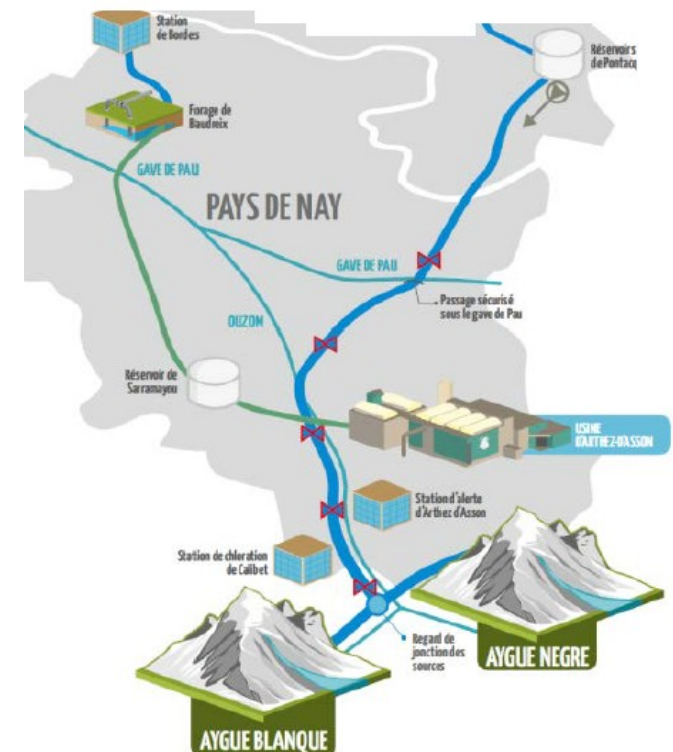 Station
de Bordes
Réservoirs
de Pontacq
Forage de
Baudreix
GAVE DE PAU
PAYS DE NAY
GAVE DE PAU
Passage sécurisé
sous le gave de Pau
OUZON
Réservoir de
Sarramayou
USINE
D'ARTHEZ-D'ASSON
Station d'alerte
d'Arthez d'Asson
Station de chloration
de Cailbet
Regard de
jonction des
sources
AYGUE NEGRE
AYGUE BLANQUE